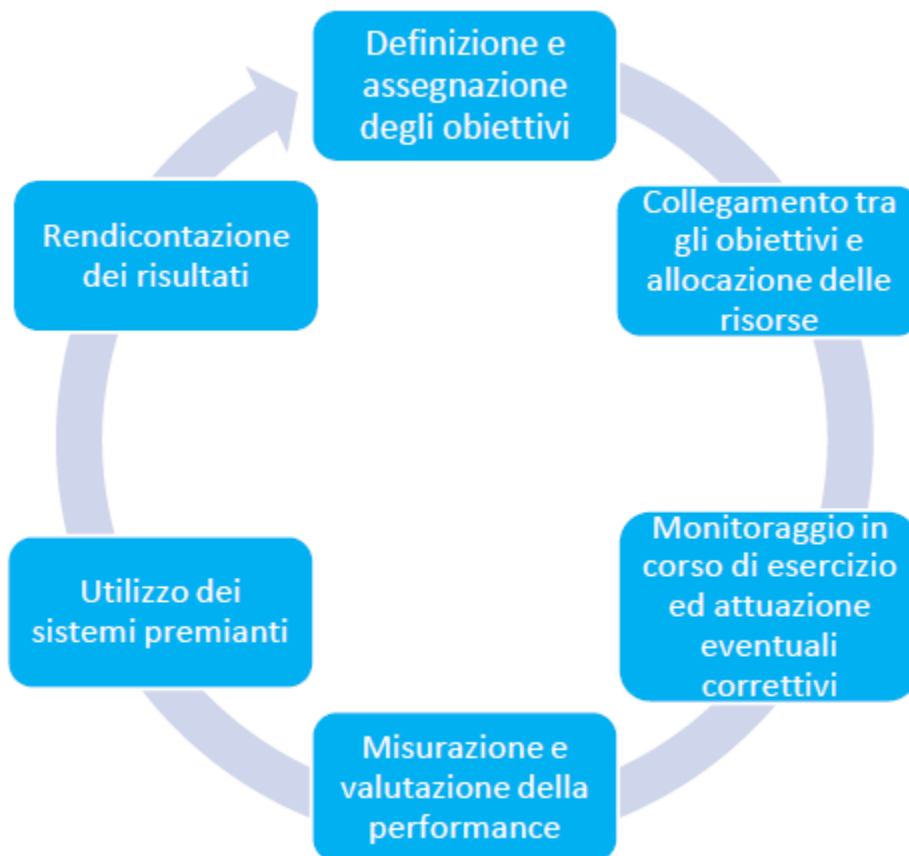 Definizione e
assegnazione
degli obiettivi
Collegamento tra
gli obiettivi e
allocazione delle
risorse
Monitoraggio in
corso di esercizio
ed attuazione
eventuali
correttivi
Misurazione e
valutazione della
performance
Utilizzo dei
sistemi premianti
Rendicontazione
dei risultati